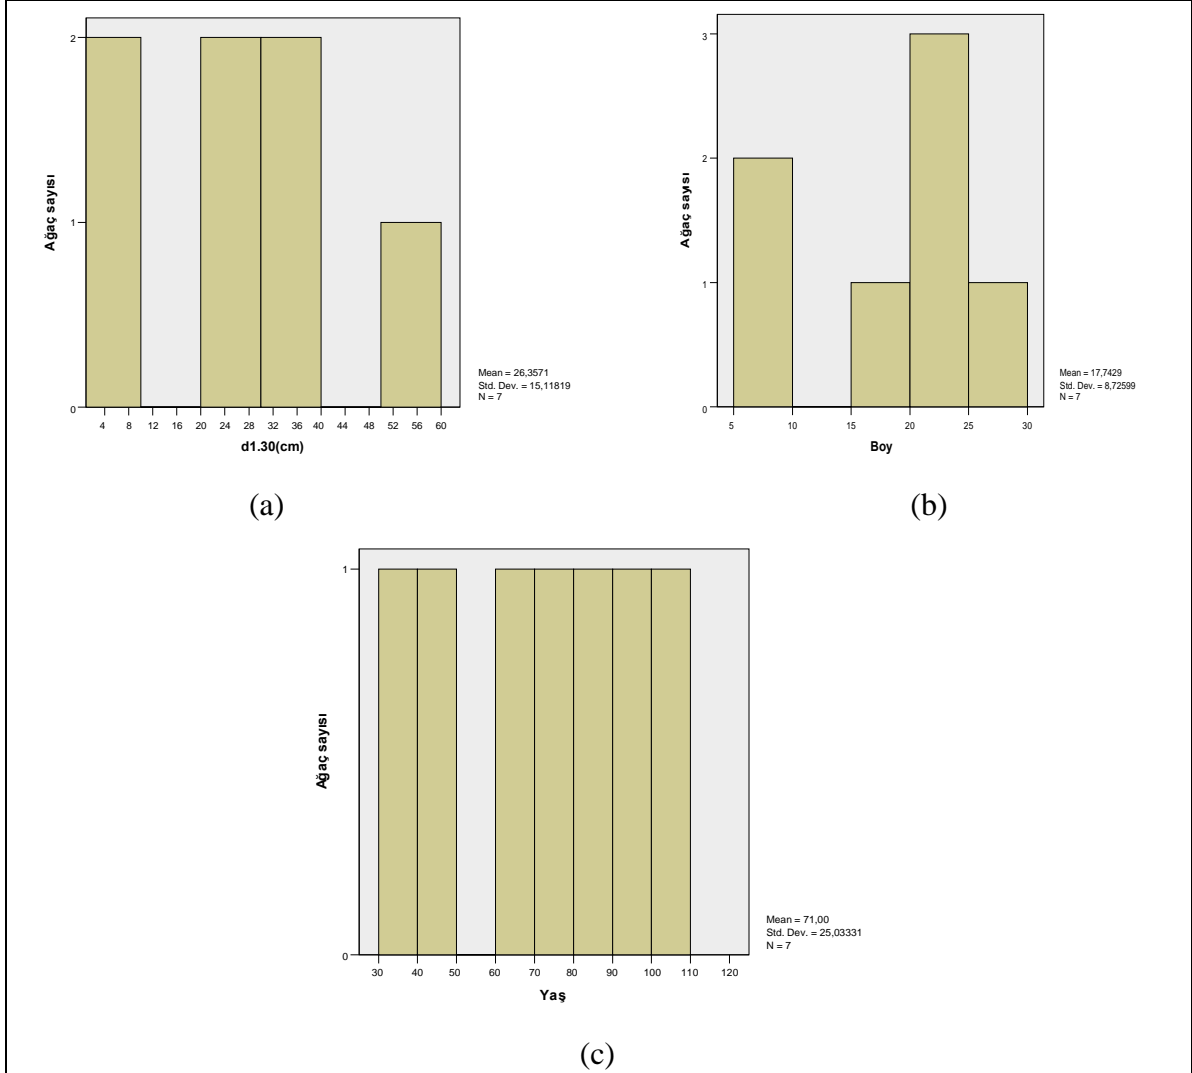 Ağaç sayısı
2
1
0
4 8 12 16 20 24 28 32 36 40 44 48 52 56 60
d1.30(cm)
Mean = 26,3571
Std. Dev. = 15,11819
N = 7
(a)
Ağaç sayısı
3
2
1
0
5 10 15 20 25 30
Boy
Mean = 17,7429
Std. Dev. = 8,72599
N = 7
(b)
Ağaç sayısı
1
0
30 40 50 60 70 80 90 100 110 120
Yaş
Mean = 71,00
Std. Dev. = 25,03331
N = 7
(c)